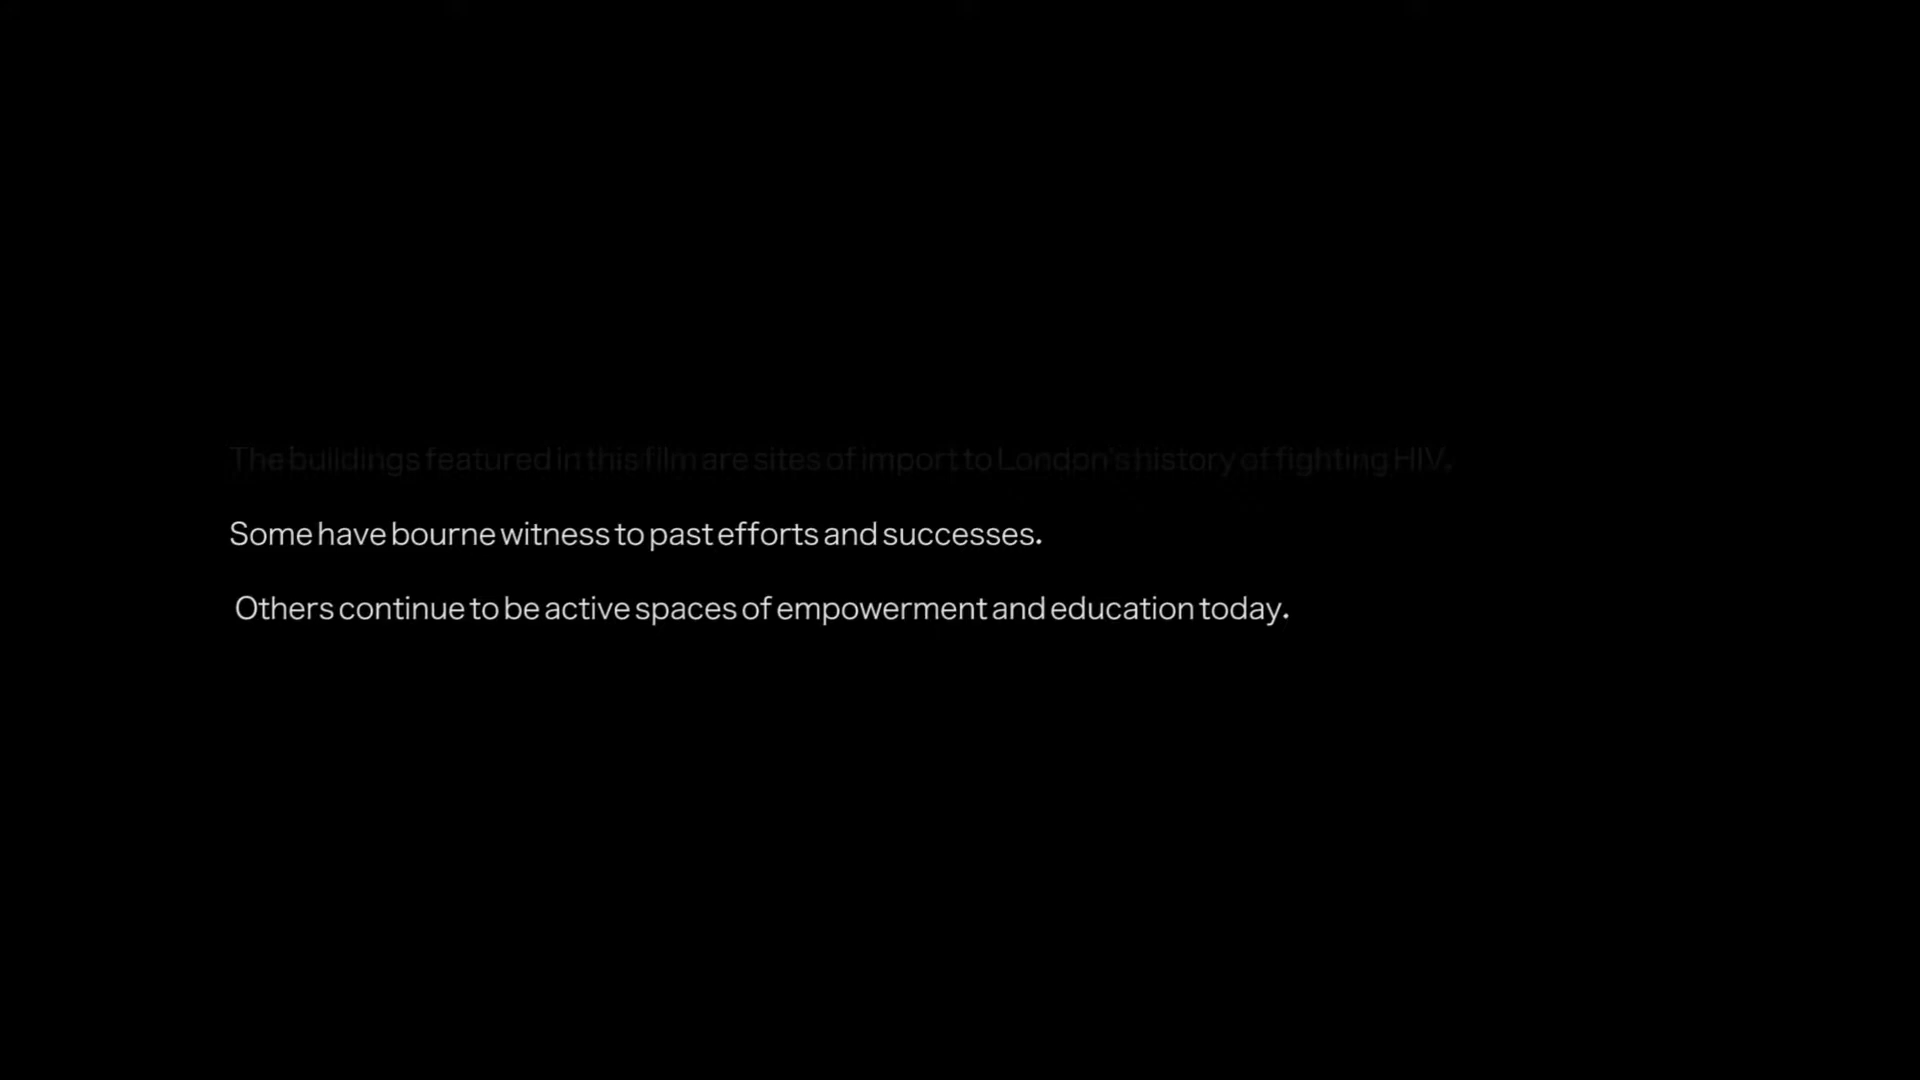 The buildings featured in this film are sites of import to London's history of fighting HIV.
Some have bourne witness to past efforts and successes.
Others continue to be active spaces of empowerment and education today.